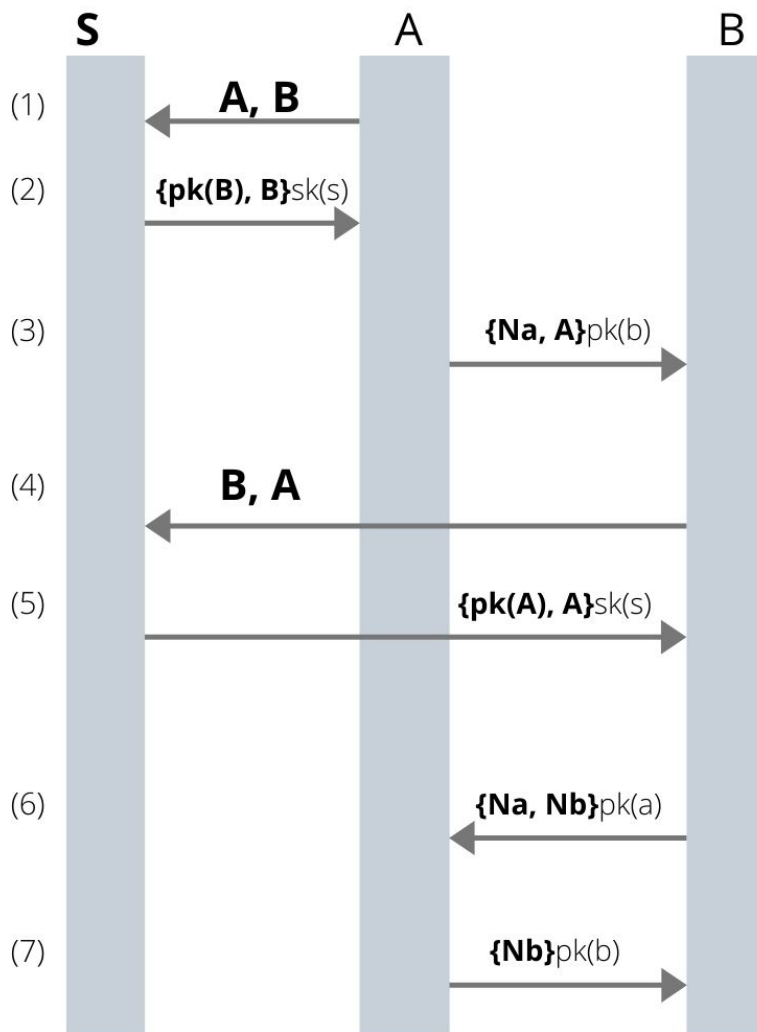 S A B
(1) A, B
(2) {pk(B), B}sk(s)
(3) {Na, A}pk(b)
(4) B, A
(5) {pk(A), A}sk(s)
(6) {Na, Nb}pk(a)
(7) {Nb}pk(b)